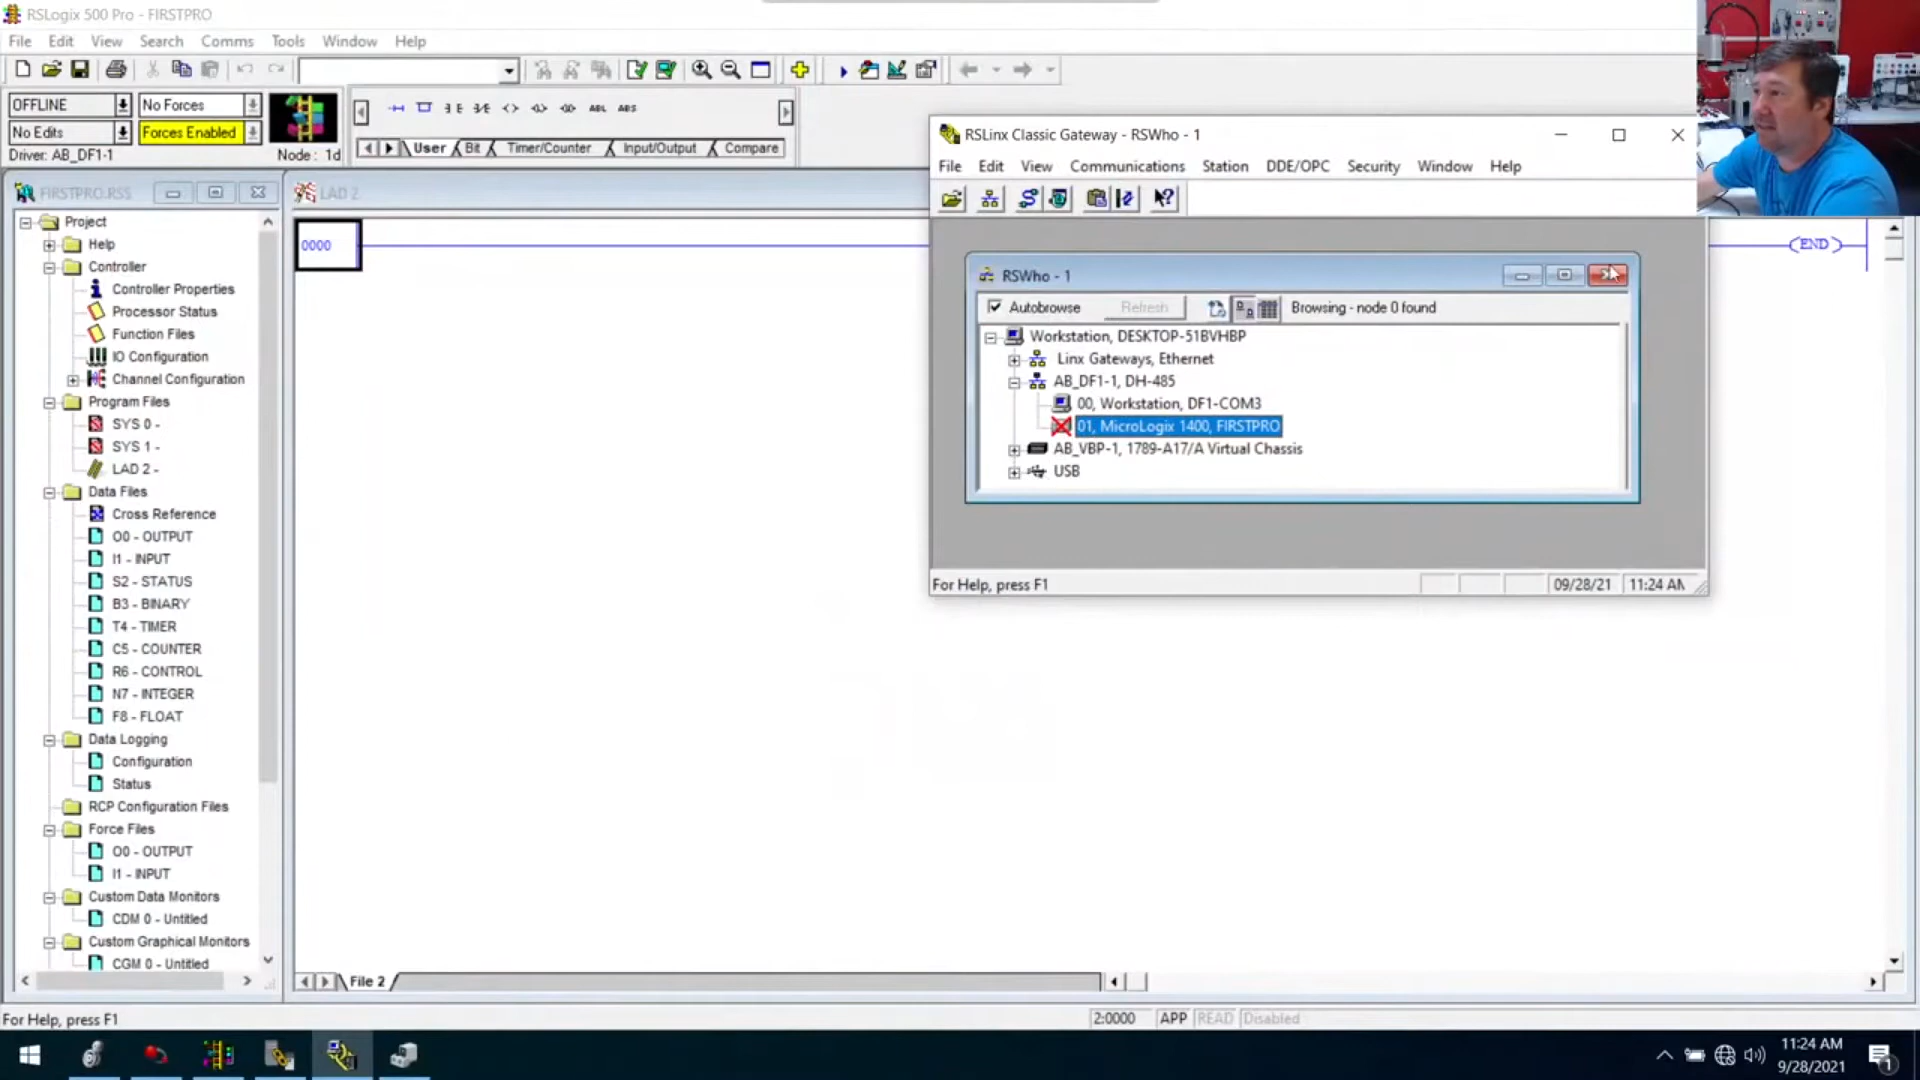 RSLogix 500 Pro - FIRSTPRO
File Edit View Search Comms Tools Window Help
OFFLINE No Forces
No Edits Forces Enabled
Driver: AB_DF1-1 Node : 1d
User Bit Timer/Counter Input/Output Compare
ABL ABS
FIRSTPRO.RSS
Project
Help
Controller
Controller Properties
Processor Status
Function Files
IO Configuration
Channel Configuration
Program Files
SYS 0 -
SYS 1 -
LAD 2 -
Data Files
Cross Reference
O0 - OUTPUT
I1 - INPUT
S2 - STATUS
B3 - BINARY
T4 - TIMER
C5 - COUNTER
R6 - CONTROL
N7 - INTEGER
F8 - FLOAT
Data Logging
Configuration
Status
RCP Configuration Files
Force Files
O0 - OUTPUT
I1 - INPUT
Custom Data Monitors
CDM 0 - Untitled
Custom Graphical Monitors
CGM 0 - Untitled
LAD 2
0000
END
File 2
RSLinx Classic Gateway - RSWho - 1
File Edit View Communications Station DDE/OPC Security Window Help
RSWho - 1
Autobrowse Refresh Browsing - node 0 found
Workstation, DESKTOP-51BVHBP
Linx Gateways, Ethernet
AB_DF1-1, DH-485
00, Workstation, DF1-COM3
01, MicroLogix 1400, FIRSTPRO
AB_VBP-1, 1789-A17/A Virtual Chassis
USB
For Help, press F1 09/28/21 11:24 AM
For Help, press F1 2:0000 APP READ Disabled
11:24 AM
9/28/2021
1